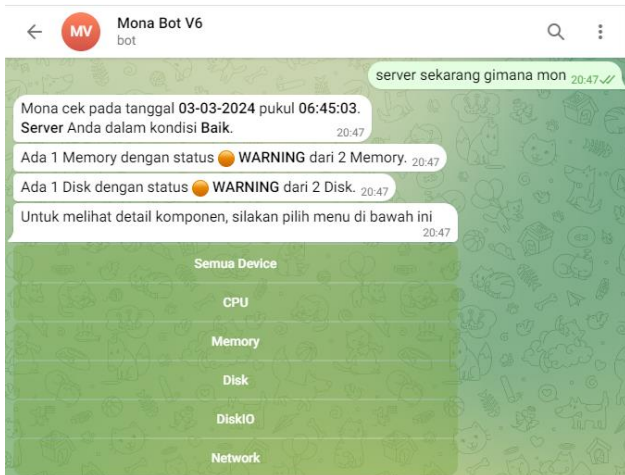 MV
Mona Bot V6
bot
server sekarang gimana mon 20:47
Mona cek pada tanggal 03-03-2024 pukul 06:45:03.
Server Anda dalam kondisi Baik. 20:47
Ada 1 Memory dengan status WARNING dari 2 Memory. 20:47
Ada 1 Disk dengan status WARNING dari 2 Disk. 20:47
Untuk melihat detail komponen, silakan pilih menu di bawah ini
20:47
Semua Device
CPU
Memory
Disk
DiskIO
Network